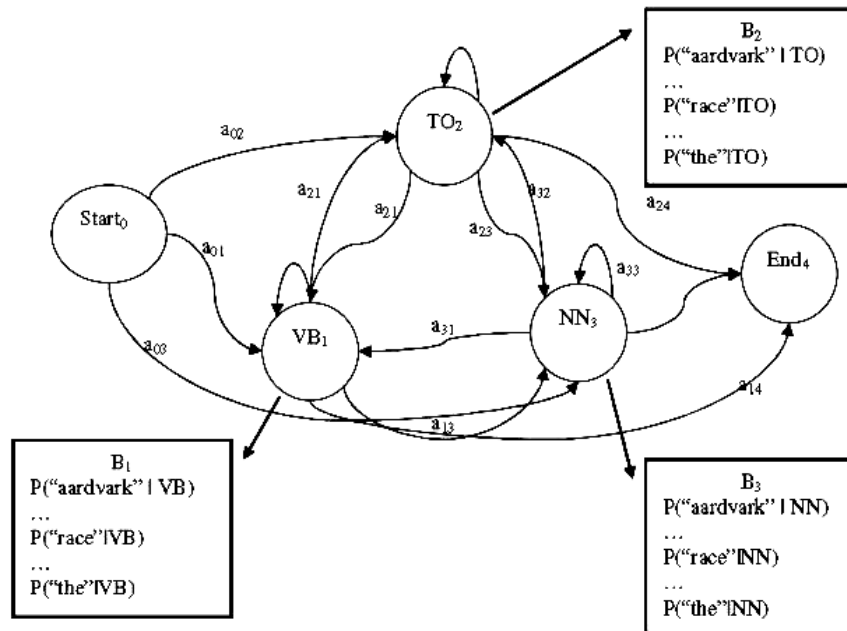 B₂
P(“aardvark” | TO)
...
P(“race”|TO)
...
P(“the”|TO)
TO₂
a₀₂
a₂₁
a₂₁
a₃₂
a₂₃
a₂₄
Start₀
a₀₁
End₄
a₃₃
VB₁
a₃₁
NN₃
a₀₃
a₁₄
a₁₃
B₁
P(“aardvark” | VB)
...
P(“race”|VB)
...
P(“the”|VB)
B₃
P(“aardvark” | NN)
...
P(“race”|NN)
...
P(“the”|NN)